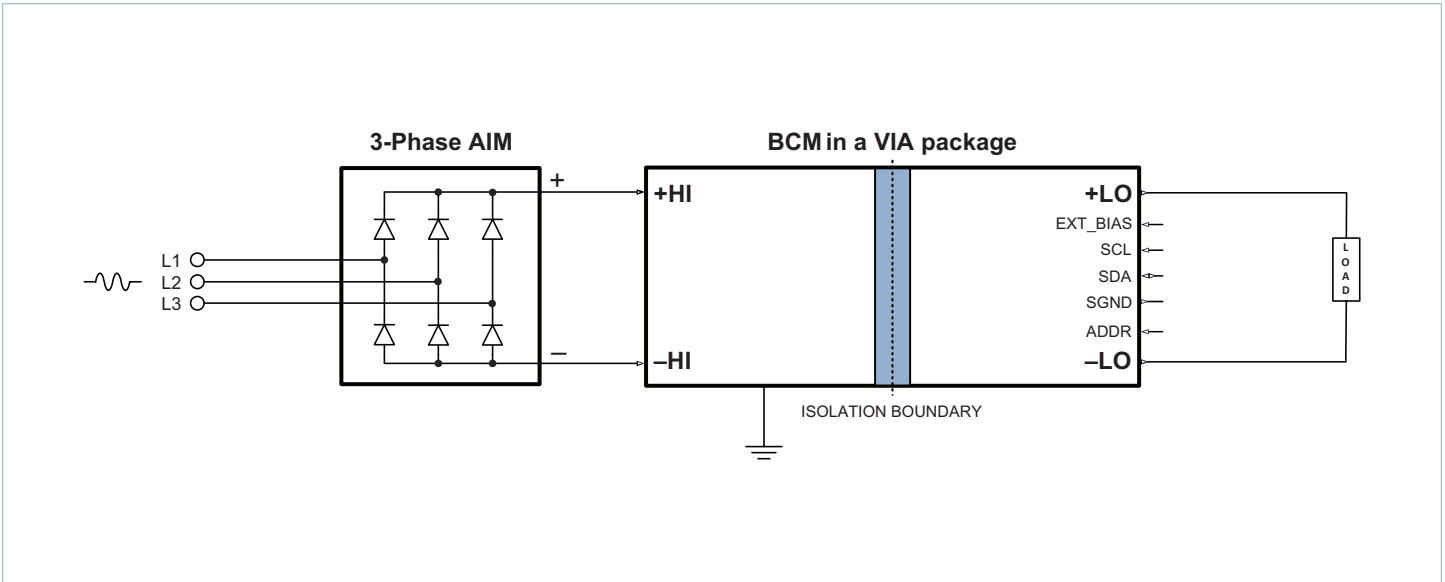 3-Phase AIM
BCM in a VIA package
+
+HI
+LO
EXT_BIAS
SCL
L1
L2
L3
SDA
SGND
ADDR
–
–HI
–LO
LOAD
ISOLATION BOUNDARY